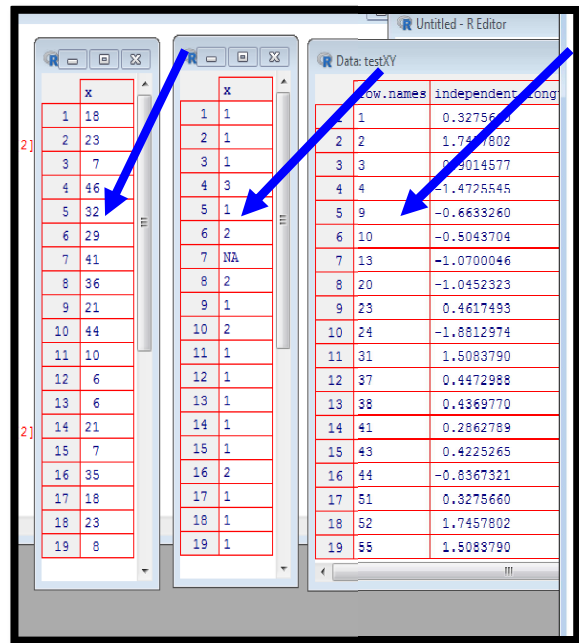 Untitled - R Editor
x
1 18
2 23
3 7
4 46
5 32
6 29
7 41
8 36
9 21
10 44
11 10
12 6
13 6
14 21
15 7
16 35
17 18
18 23
19 8
x
1 1
2 1
3 1
4 3
5 1
6 2
7 NA
8 2
9 1
10 2
11 1
12 1
13 1
14 1
15 1
16 2
17 1
18 1
19 1
Data: testXY
row.names independent
1
2 2
3 3
4 4 -1.4725545
5 9 -0.6633260
6 10 -0.5043704
7 13 -1.0700046
8 20 -1.0452323
9 23 0.4617493
10 24 -1.8812974
11 31 1.5083790
12 37 0.4472988
13 38 0.4369770
14 41 0.2862789
15 43 0.4225265
16 44 -0.8367321
17 51 0.3275660
18 52 1.7457802
19 55 1.5083790
2]
2]